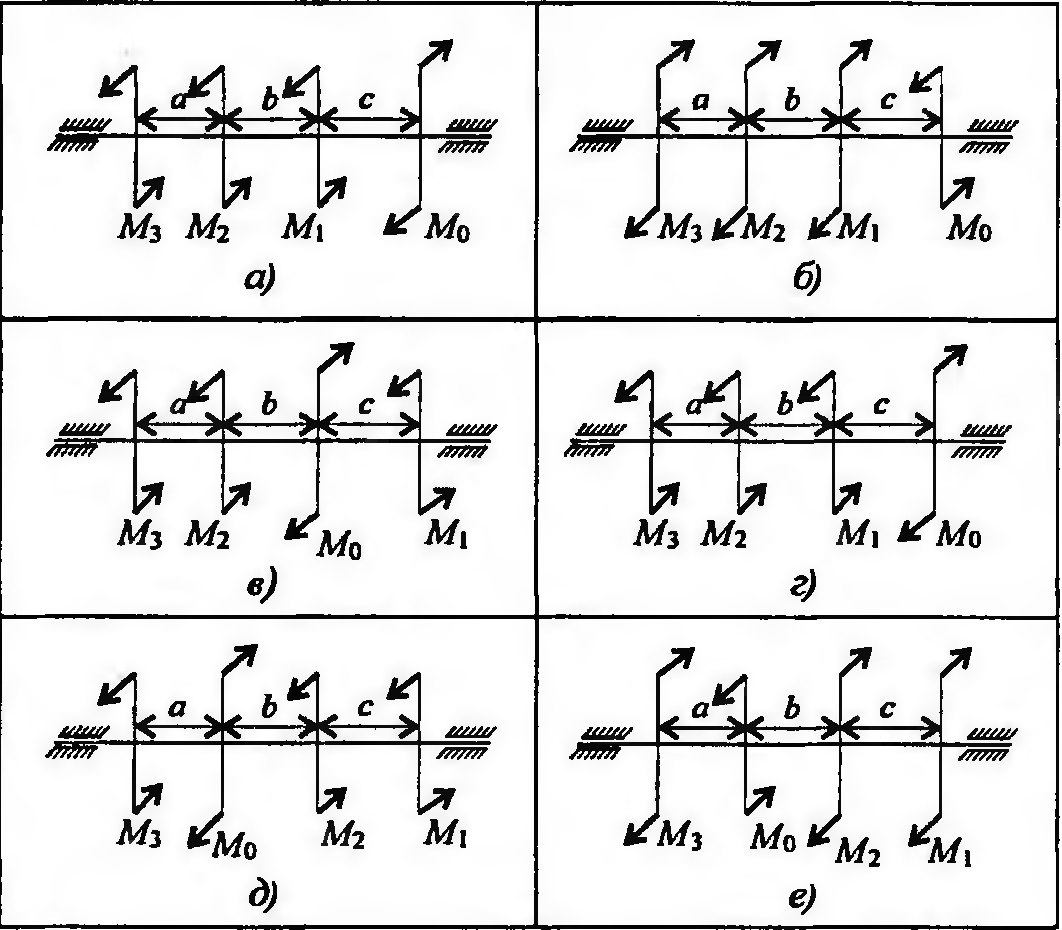 a b c
M₃ M₂ M₁ M₀
а)
a b c
M₃ M₂ M₁ M₀
б)
a b c
M₃ M₂ M₀ M₁
в)
a b c
M₃ M₂ M₁ M₀
г)
a b c
M₃ M₀ M₂ M₁
д)
a b c
M₃ M₀ M₂ M₁
е)